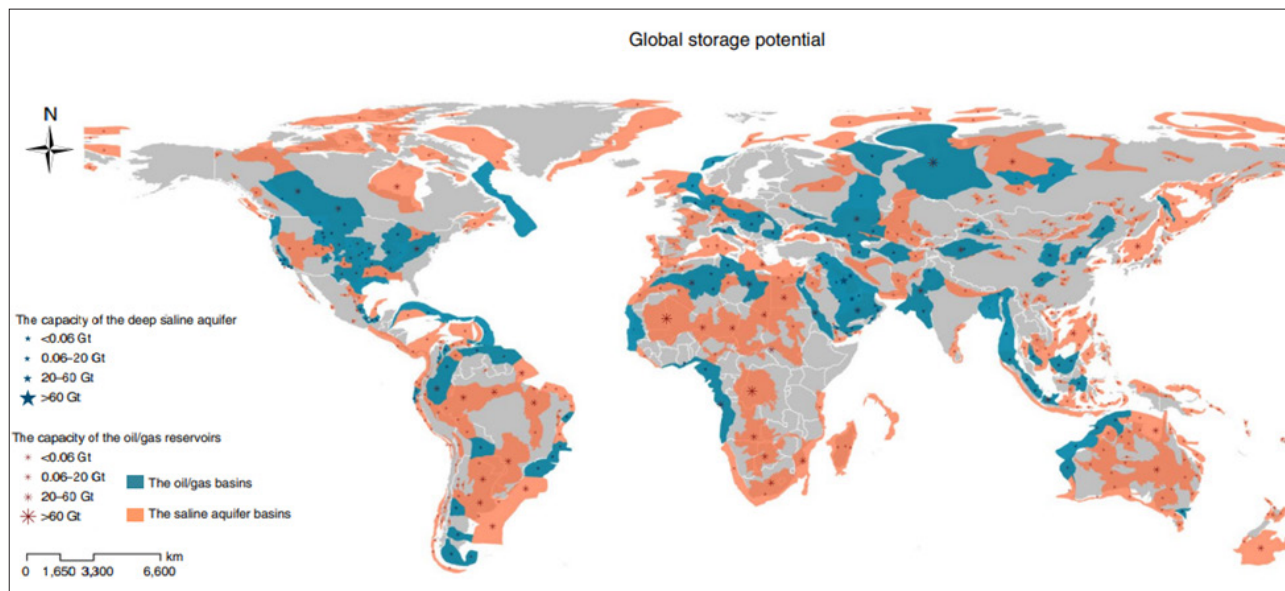 Global storage potential
N
The capacity of the deep saline aquifer
<0.06 Gt
0.06–20 Gt
20–60 Gt
>60 Gt
The capacity of the oil/gas reservoirs
<0.06 Gt
0.06–20 Gt
20–60 Gt
>60 Gt
The oil/gas basins
The saline aquifer basins
km
0 1,650 3,300 6,600